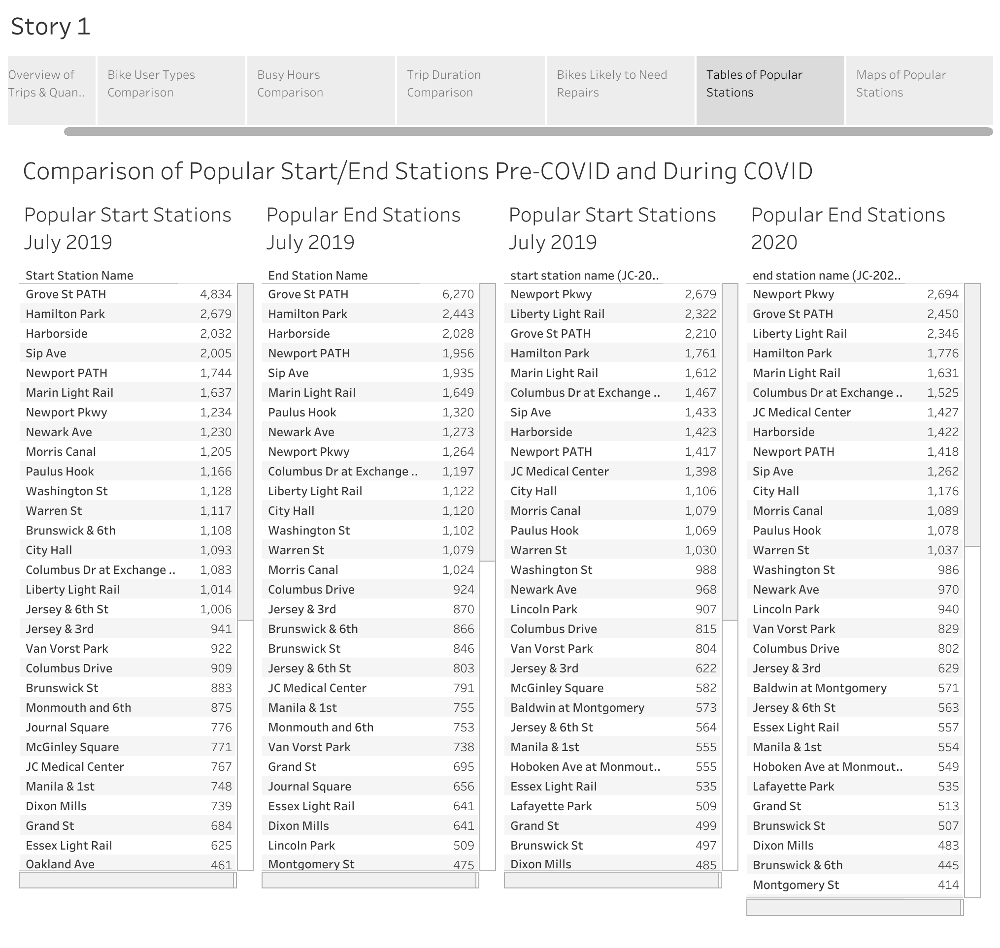 Story 1
Overview of
Trips & Quan..
Bike User Types
Comparison
Busy Hours
Comparison
Trip Duration
Comparison
Bikes Likely to Need
Repairs
Tables of Popular
Stations
Maps of Popular
Stations
Comparison of Popular Start/End Stations Pre-COVID and During COVID
Popular Start Stations
July 2019
Start Station Name
Grove St PATH 4,834
Hamilton Park 2,679
Harborside 2,032
Sip Ave 2,005
Newport PATH 1,744
Marin Light Rail 1,637
Newport Pkwy 1,234
Newark Ave 1,230
Morris Canal 1,205
Paulus Hook 1,166
Washington St 1,128
Warren St 1,117
Brunswick & 6th 1,108
City Hall 1,093
Columbus Dr at Exchange .. 1,083
Liberty Light Rail 1,014
Jersey & 6th St 1,006
Jersey & 3rd 941
Van Vorst Park 922
Columbus Drive 909
Brunswick St 883
Monmouth and 6th 875
Journal Square 776
McGinley Square 771
JC Medical Center 767
Manila & 1st 748
Dixon Mills 739
Grand St 684
Essex Light Rail 625
Oakland Ave 461
Popular End Stations
July 2019
End Station Name
Grove St PATH 6,270
Hamilton Park 2,443
Harborside 2,028
Newport PATH 1,956
Sip Ave 1,935
Marin Light Rail 1,649
Paulus Hook 1,320
Newark Ave 1,273
Newport Pkwy 1,264
Columbus Dr at Exchange .. 1,197
Liberty Light Rail 1,122
City Hall 1,120
Washington St 1,102
Warren St 1,079
Morris Canal 1,024
Columbus Drive 924
Jersey & 3rd 870
Brunswick & 6th 866
Brunswick St 846
Jersey & 6th St 803
JC Medical Center 791
Manila & 1st 755
Monmouth and 6th 753
Van Vorst Park 738
Grand St 695
Journal Square 656
Essex Light Rail 641
Dixon Mills 641
Lincoln Park 509
Montgomery St 475
Popular Start Stations
July 2019
start station name (JC-20..
Newport Pkwy 2,679
Liberty Light Rail 2,322
Grove St PATH 2,210
Hamilton Park 1,761
Marin Light Rail 1,612
Columbus Dr at Exchange .. 1,467
Sip Ave 1,433
Harborside 1,423
Newport PATH 1,417
JC Medical Center 1,398
City Hall 1,106
Morris Canal 1,079
Paulus Hook 1,069
Warren St 1,030
Washington St 988
Newark Ave 968
Lincoln Park 907
Columbus Drive 815
Van Vorst Park 804
Jersey & 3rd 622
McGinley Square 582
Baldwin at Montgomery 573
Jersey & 6th St 564
Manila & 1st 555
Hoboken Ave at Monmout.. 555
Essex Light Rail 535
Lafayette Park 509
Grand St 499
Brunswick St 497
Dixon Mills 485
Popular End Stations
2020
end station name (JC-202..
Newport Pkwy 2,694
Grove St PATH 2,450
Liberty Light Rail 2,346
Hamilton Park 1,776
Marin Light Rail 1,631
Columbus Dr at Exchange .. 1,525
JC Medical Center 1,427
Harborside 1,422
Newport PATH 1,418
Sip Ave 1,262
City Hall 1,176
Morris Canal 1,089
Paulus Hook 1,078
Warren St 1,037
Washington St 986
Newark Ave 970
Lincoln Park 940
Van Vorst Park 829
Columbus Drive 802
Jersey & 3rd 629
Baldwin at Montgomery 571
Jersey & 6th St 563
Essex Light Rail 557
Manila & 1st 554
Hoboken Ave at Monmout.. 549
Lafayette Park 535
Grand St 513
Brunswick St 507
Dixon Mills 483
Brunswick & 6th 445
Montgomery St 414